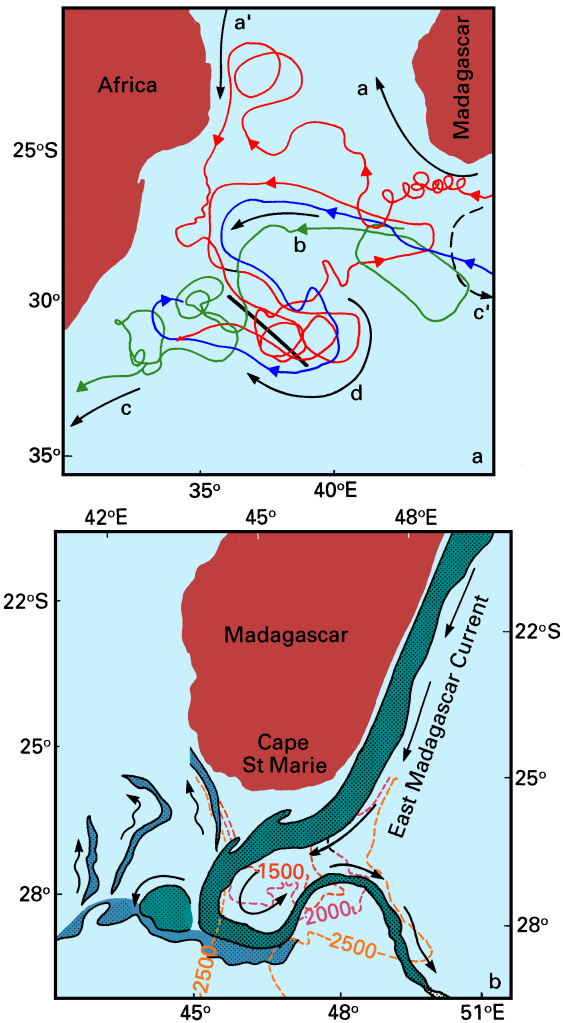 a'
Africa
Madagascar
a
25°S
b
30°
c'
d
c
35°
a
35° 40°
42°E 45° 48°E
22°S
22°S
Madagascar
East Madagascar Current
Cape
St Marie
25°
25°
1500
28°
2000
28°
2500
2500
b
45° 48° 51°E